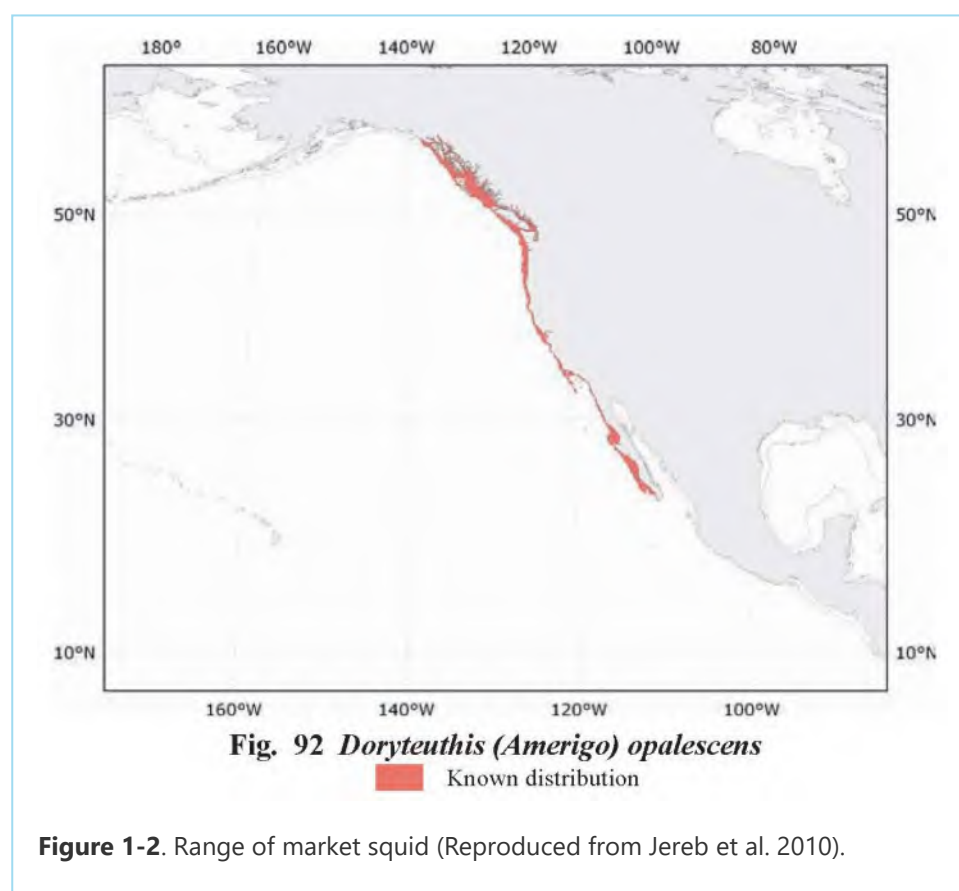 180° 160°W 140°W 120°W 100°W 80°W
50°N 50°N
30°N 30°N
10°N 10°N
160°W 140°W 120°W 100°W
Fig. 92 Doryteuthis (Amerigo) opalescens
Known distribution
Figure 1-2. Range of market squid (Reproduced from Jereb et al. 2010).